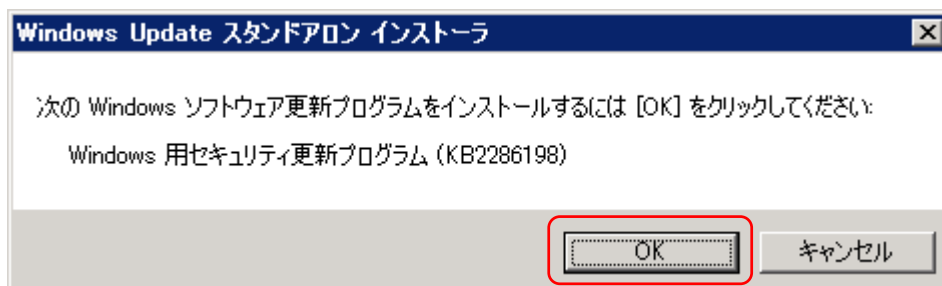 Windows Update スタンドアロン インストーラ
次の Windows ソフトウェア更新プログラムをインストールするには [OK] をクリックしてください:
Windows 用セキュリティ更新プログラム (KB2286198)
OK キャンセル